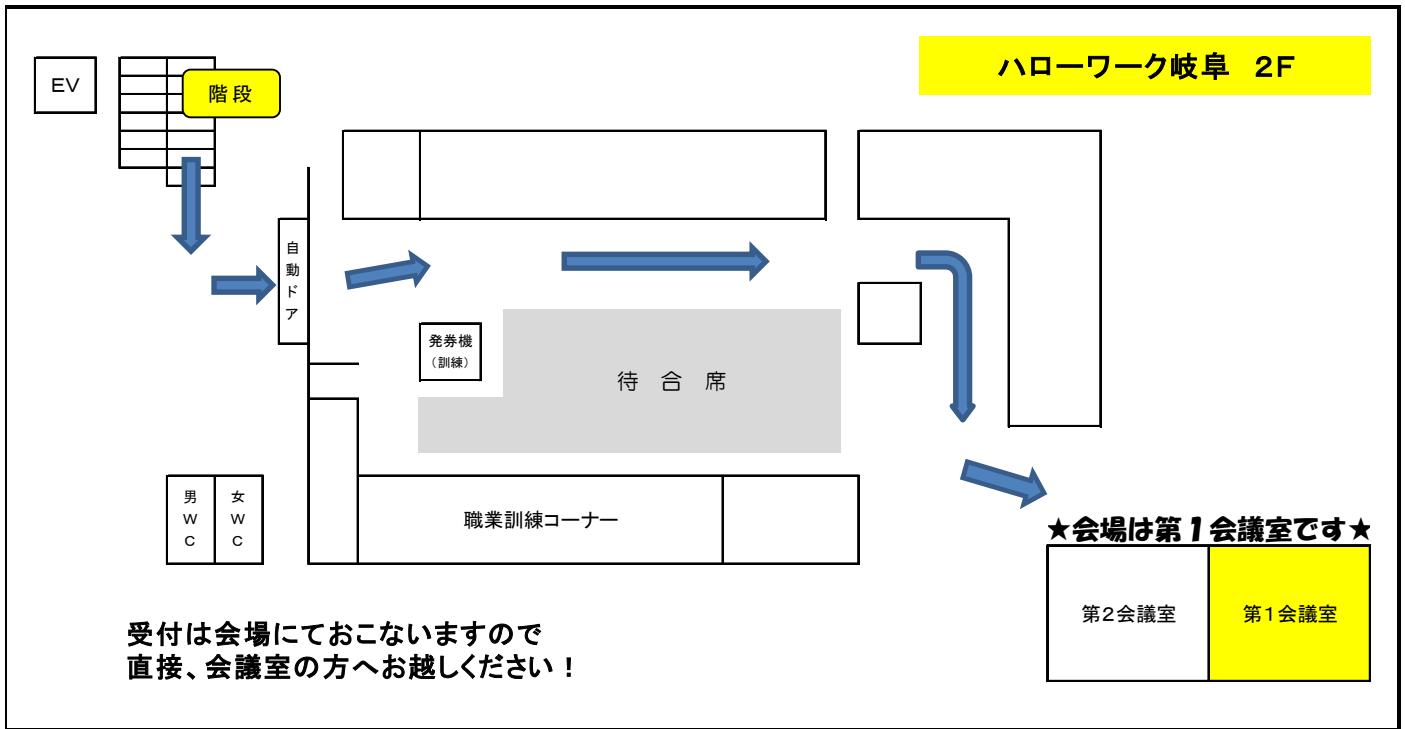 ハローワーク岐阜　２Ｆ
ＥＶ
階段
自動ドア
発券機
（訓練）
待　合　席
男ＷＣ
女ＷＣ
職業訓練コーナー
★会場は第１会議室です★
第２会議室
第１会議室
受付は会場にておこないますので
直接、会議室の方へお越しください！